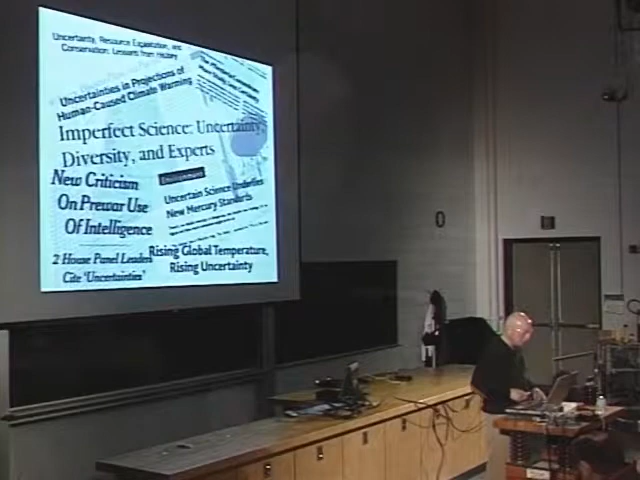 Uncertainty, Resource Exploitation, and
Conservation: Lessons from History
Uncertainties in Projections of
Human-Caused Climate Warming
Imperfect Science: Uncertainty,
Diversity, and Experts
Environment
New Criticism
On Prewar Use
Of Intelligence
Uncertain Science Underlies
New Mercury Standards
2 House Panel Leaders
Cite 'Uncertainties'
Rising Global Temperature,
Rising Uncertainty